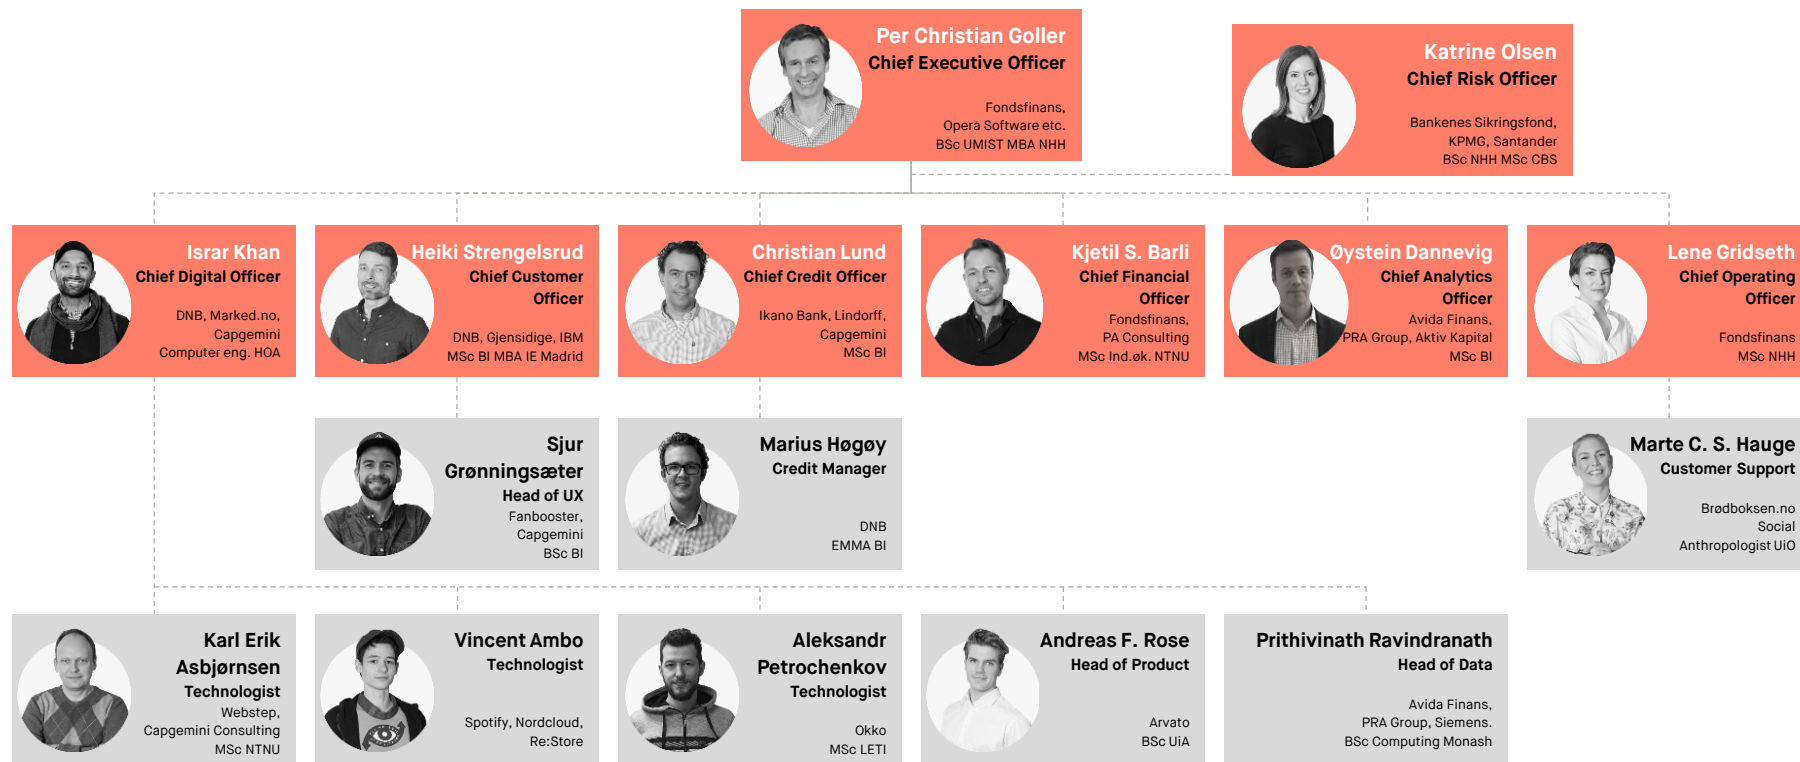 Per Christian Goller
Chief Executive Officer
Fondsfinans,
Opera Software etc.
BSc UMIST MBA NHH
Katrine Olsen
Chief Risk Officer
Bankenes Sikringsfond,
KPMG, Santander
BSc NHH MSc CBS
Israr Khan
Chief Digital Officer
DNB, Marked.no,
Capgemini
Computer eng. HOA
Heiki Strengelsrud
Chief Customer
Officer
DNB, Gjensidige, IBM
MSc BI MBA IE Madrid
Christian Lund
Chief Credit Officer
Ikano Bank, Lindorff,
Capgemini
MSc BI
Kjetil S. Barli
Chief Financial
Officer
Fondsfinans,
PA Consulting
MSc Ind.øk. NTNU
Øystein Dannevig
Chief Analytics
Officer
Avida Finans,
PRA Group, Aktiv Kapital
MSc BI
Lene Gridseth
Chief Operating
Officer
Fondsfinans
MSc NHH
Sjur
Grønningsæter
Head of UX
Fanbooster,
Capgemini
BSc BI
Marius Høgøy
Credit Manager
DNB
EMMA BI
Marte C. S. Hauge
Customer Support
Brødboksen.no
Social
Anthropologist UiO
Karl Erik
Asbjørnsen
Technologist
Webstep,
Capgemini Consulting
MSc NTNU
Vincent Ambo
Technologist
Spotify, Nordcloud,
Re:Store
Aleksandr
Petrochenkov
Technologist
Okko
MSc LETI
Andreas F. Rose
Head of Product
Arvato
BSc UiA
Prithivinath Ravindranath
Head of Data
Avida Finans,
PRA Group, Siemens.
BSc Computing Monash